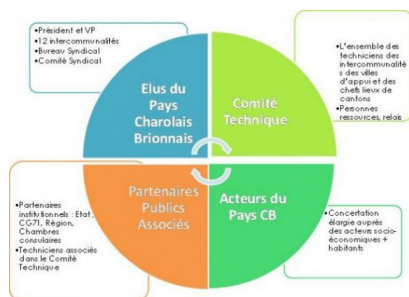 •Président et VP
•12 intercommunalités
•Bureau Syndical
•Comité Syndical
•L'ensemble des
techniciens des
intercommunalité
s des villes
d'appui et des
chefs lieux de
cantons
•Personnes
ressources, relais
Elus du
Pays
Charolais
Brionnais
Comité
Technique
Partenaires
Publics
Associés
Acteurs du
Pays CB
•Partenaires
institutionnels : Etat,
CG71, Région,
Chambres
consulaires
•Techniciens associés
dans le Comité
Technique
•Concertation
élargie auprès
des acteurs socio-
économiques +
habitants